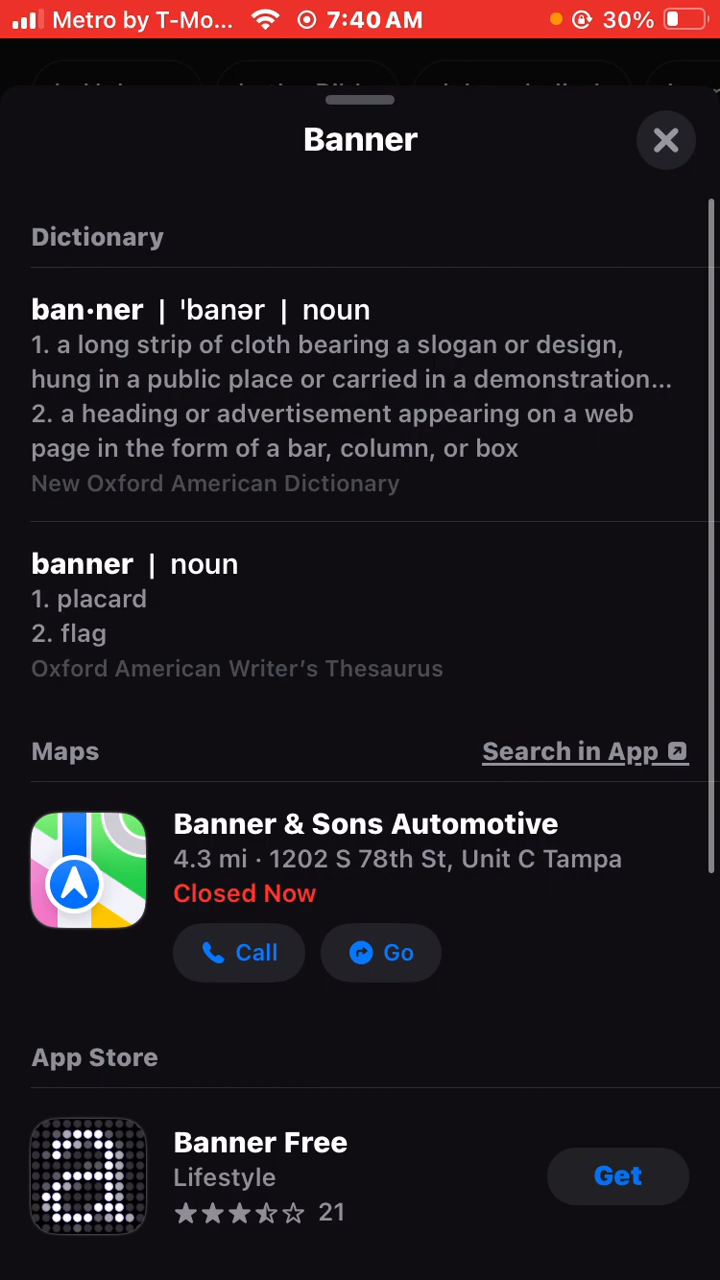 Metro by T-Mo... 7:40 AM 30%
Banner
Dictionary
ban·ner | ˈbanər | noun
1. a long strip of cloth bearing a slogan or design,
hung in a public place or carried in a demonstration...
2. a heading or advertisement appearing on a web
page in the form of a bar, column, or box
New Oxford American Dictionary
banner | noun
1. placard
2. flag
Oxford American Writer's Thesaurus
Maps Search in App
Banner & Sons Automotive
4.3 mi · 1202 S 78th St, Unit C Tampa
Closed Now
Call Go
App Store
a
Banner Free
Lifestyle
Get
21